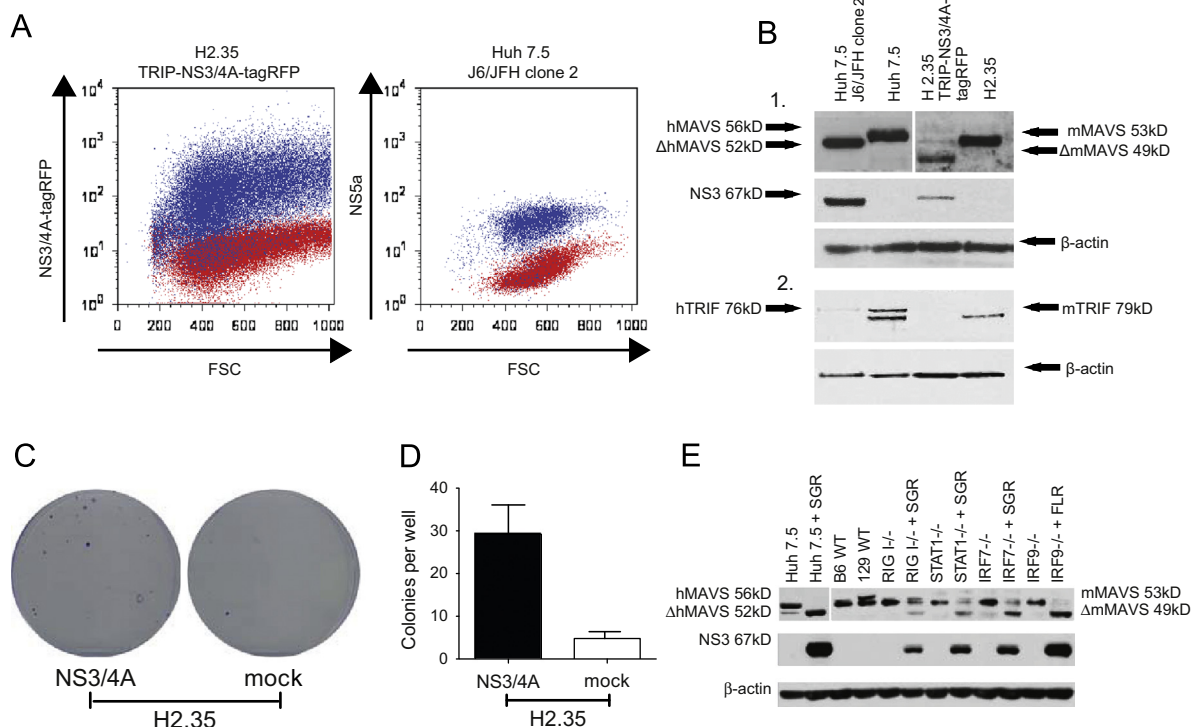 A
H2.35
TRIP-NS3/4A-tagRFP
NS3/4A-tagRFP
10^4
10^3
10^2
10^1
10^0
0 200 400 600 800 1000
FSC
Huh 7.5
J6/JFH clone 2
NS5a
10^4
10^3
10^2
10^1
10^0
0 200 400 600 800 1000
FSC
B
Huh 7.5
J6/JFH clone 2
Huh 7.5
H 2.35
TRIP-NS3/4A-
tagRFP
H2.35
1.
hMAVS 56kD
ΔhMAVS 52kD
mMAVS 53kD
ΔmMAVS 49kD
NS3 67kD
β-actin
2.
hTRIF 76kD
mTRIF 79kD
β-actin
C
NS3/4A
mock
H2.35
D
Colonies per well
40
30
20
10
0
NS3/4A
mock
H2.35
E
Huh 7.5
Huh 7.5 + SGR
B6 WT
129 WT
RIG I-/-
RIG I-/- + SGR
STAT1-/-
STAT1-/- + SGR
IRF7-/-
IRF7-/- + SGR
IRF9-/-
IRF9-/- + FLR
hMAVS 56kD
ΔhMAVS 52kD
mMAVS 53kD
ΔmMAVS 49kD
NS3 67kD
β-actin